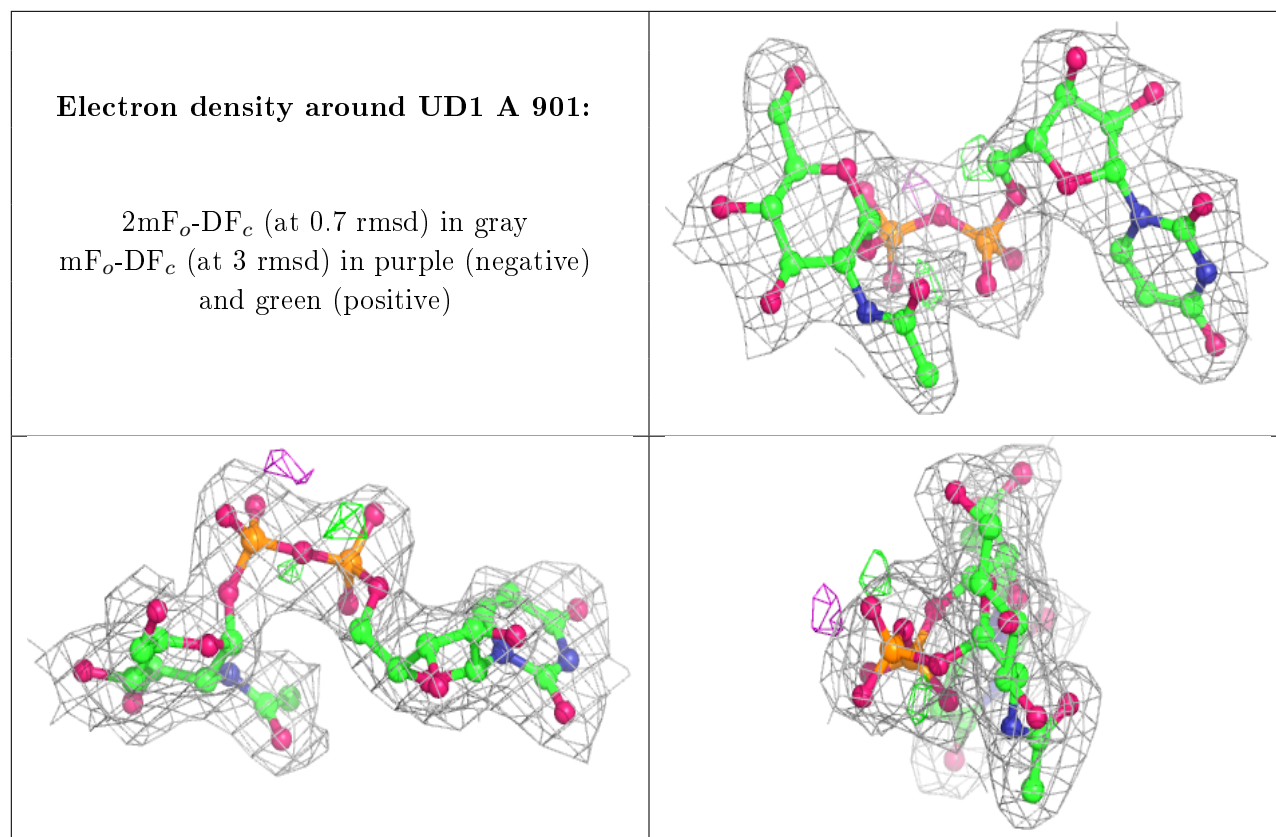 Electron density around UD1 A 901:
2mFo-DFc (at 0.7 rmsd) in gray
mFo-DFc (at 3 rmsd) in purple (negative)
and green (positive)